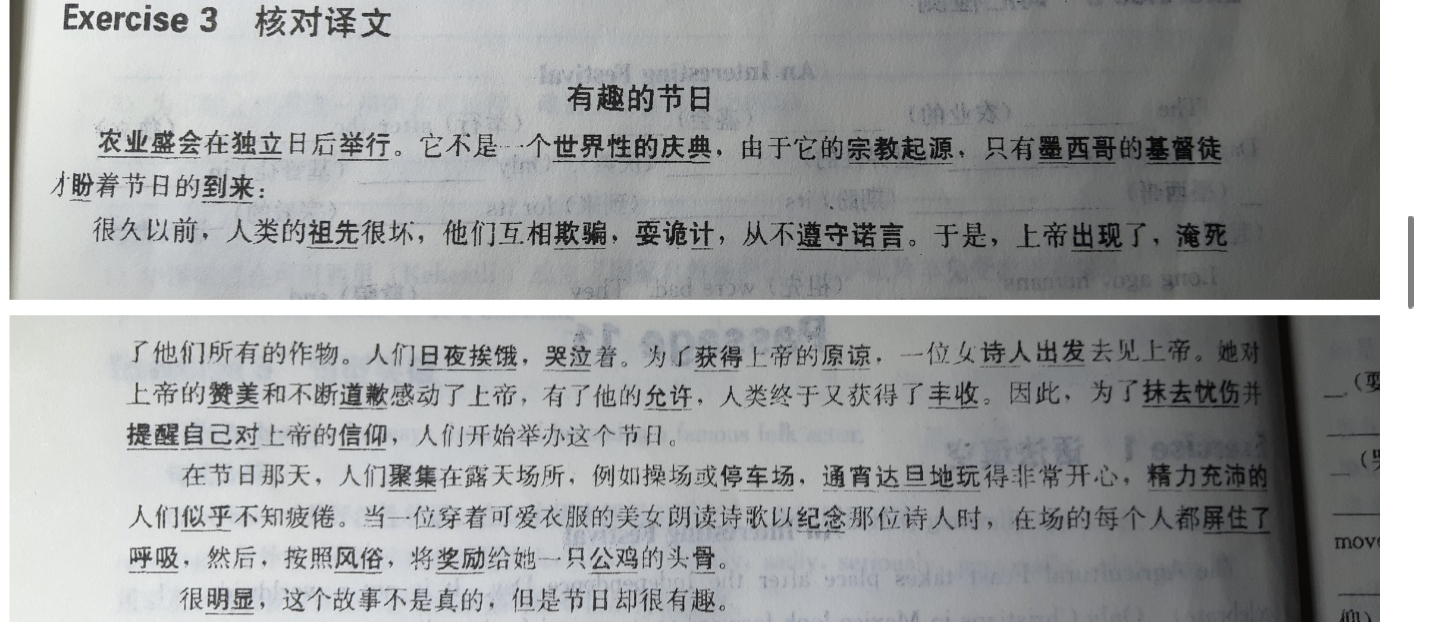 Exercise 3 核对译文
有趣的节日
农业盛会在独立日后举行。它不是一个世界性的庆典，由于它的宗教起源，只有墨西哥的基督徒
才盼着节日的到来：
很久以前，人类的祖先很坏，他们互相欺骗，耍诡计，从不遵守诺言。于是，上帝出现了，淹死
了他们所有的作物。人们日夜挨饿，哭泣着。为了获得上帝的原谅，一位女诗人出发去见上帝。她对
上帝的赞美和不断道歉感动了上帝，有了他的允许，人类终于又获得了丰收。因此，为了抹去忧伤并
提醒自己对上帝的信仰，人们开始举办这个节日。
在节日那天，人们聚集在露天场所，例如操场或停车场，通宵达旦地玩得非常开心，精力充沛的
人们似乎不知疲倦。当一位穿着可爱衣服的美女朗读诗歌以纪念那位诗人时，在场的每个人都屏住了
呼吸，然后，按照风俗，将奖励给她一只公鸡的头骨。
很明显，这个故事不是真的，但是节日却很有趣。